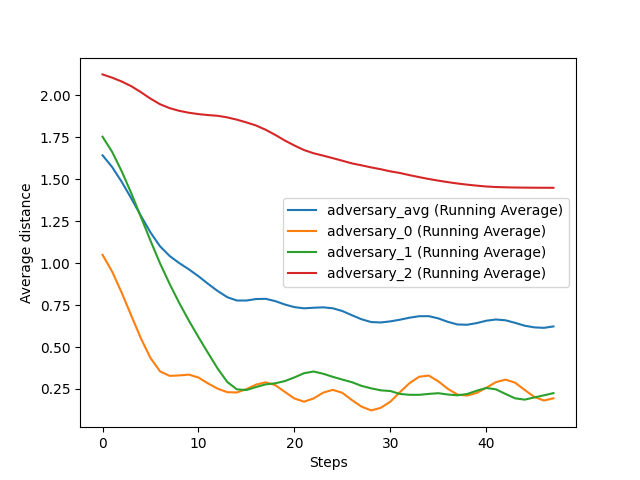 2.00
1.75
1.50
1.25
1.00
0.75
0.50
0.25
Average distance
adversary_avg (Running Average)
adversary_0 (Running Average)
adversary_1 (Running Average)
adversary_2 (Running Average)
0 10 20 30 40
Steps